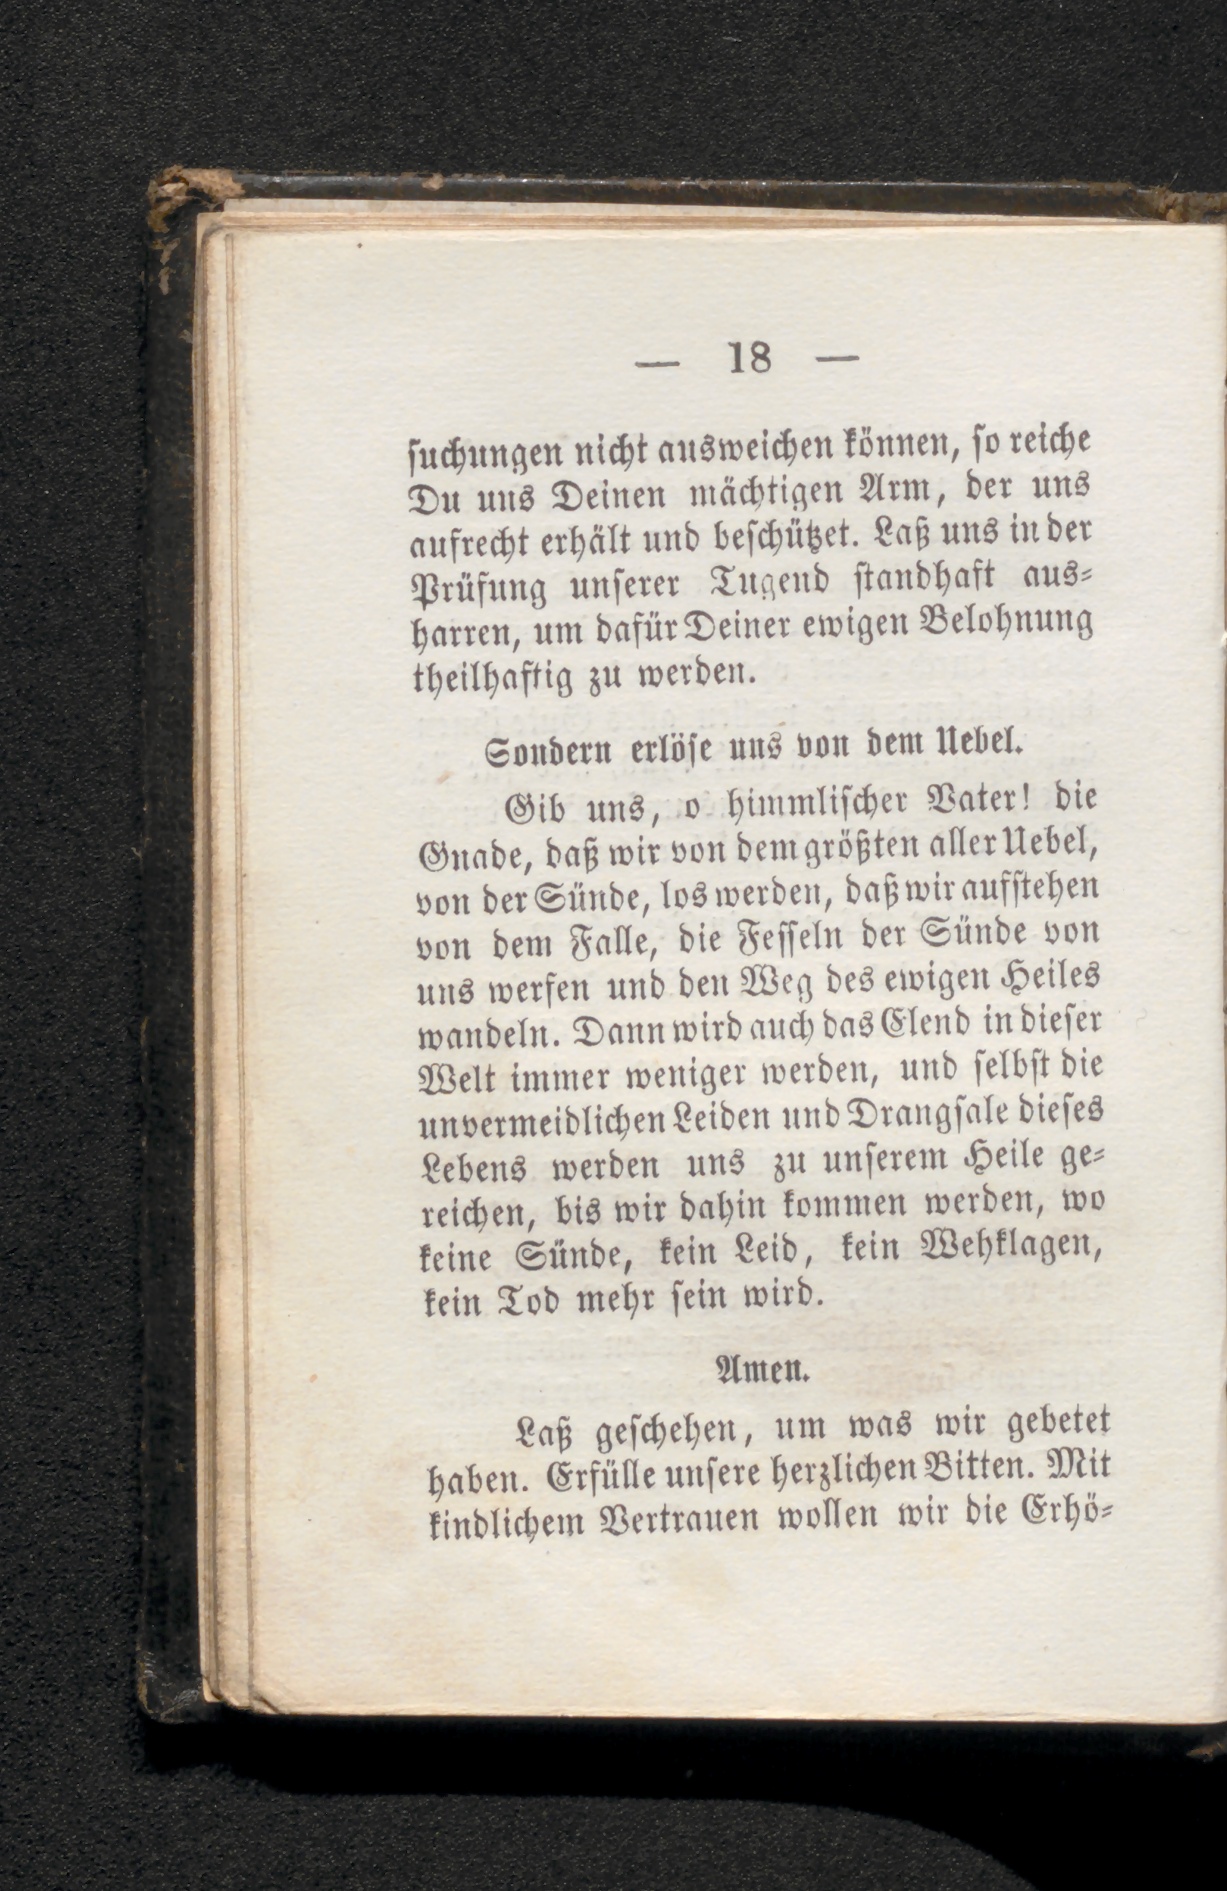 — 18 —
suchungen nicht ausweichen können, so reiche
Du uns Deinen mächtigen Arm, der uns
aufrecht erhält und beschützet. Laß uns in der
Prüfung unserer Tugend standhaft aus-
harren, um dafür Deiner ewigen Belohnung
theilhaftig zu werden.
Sondern erlöse uns von dem Uebel.
Gib uns, o himmlischer Vater! die
Gnade, daß wir von dem größten aller Uebel,
von der Sünde, los werden, daß wir aufstehen
von dem Falle, die Fesseln der Sünde von
uns werfen und den Weg des ewigen Heiles
wandeln. Dann wird auch das Elend in dieser
Welt immer weniger werden, und selbst die
unvermeidlichen Leiden und Drangsale dieses
Lebens werden uns zu unserem Heile ge-
reichen, bis wir dahin kommen werden, wo
keine Sünde, kein Leid, kein Wehklagen,
kein Tod mehr sein wird.
Amen.
Laß geschehen, um was wir gebetet
haben. Erfülle unsere herzlichen Bitten. Mit
kindlichem Vertrauen wollen wir die Erhö-